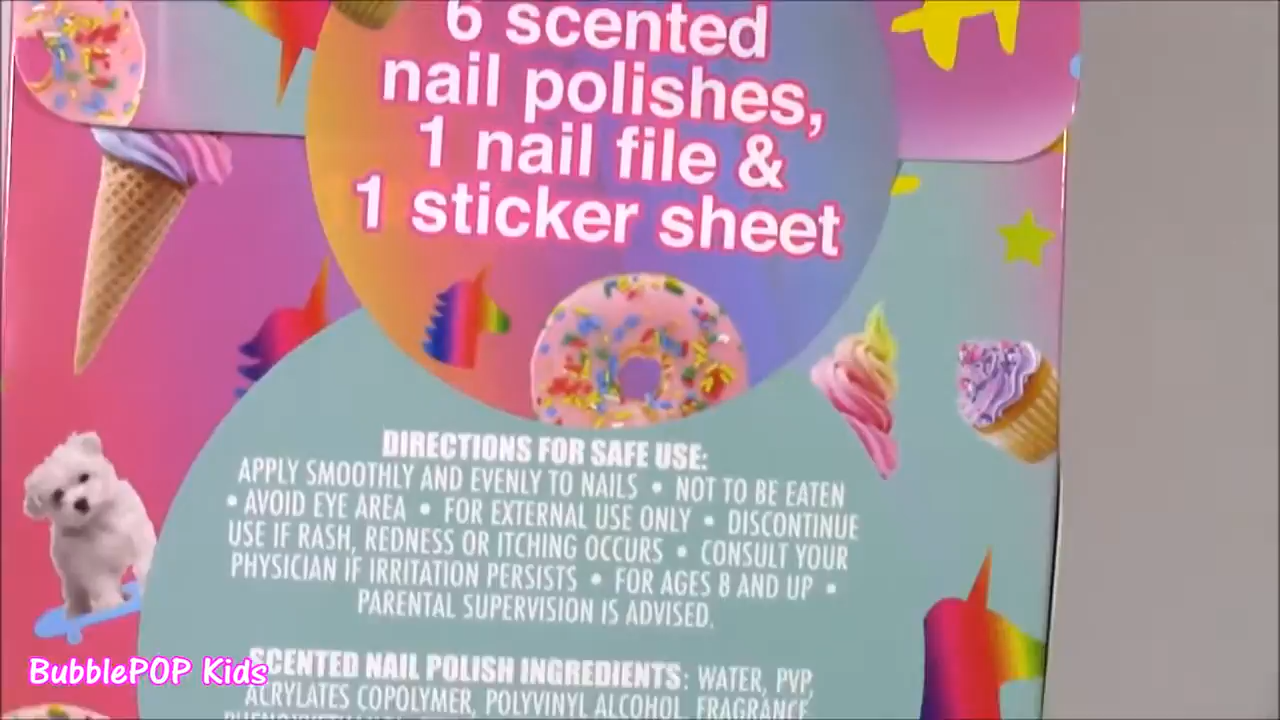 6 scented
nail polishes,
1 nail file &
1 sticker sheet
DIRECTIONS FOR SAFE USE:
APPLY SMOOTHLY AND EVENLY TO NAILS • NOT TO BE EATEN
• AVOID EYE AREA • FOR EXTERNAL USE ONLY • DISCONTINUE
USE IF RASH, REDNESS OR ITCHING OCCURS • CONSULT YOUR
PHYSICIAN IF IRRITATION PERSISTS • FOR AGES 8 AND UP •
PARENTAL SUPERVISION IS ADVISED.
SCENTED NAIL POLISH INGREDIENTS: WATER, PVP,
ACRYLATES COPOLYMER, POLYVINYL ALCOHOL, FRAGRANCE,
BubblePOP Kids